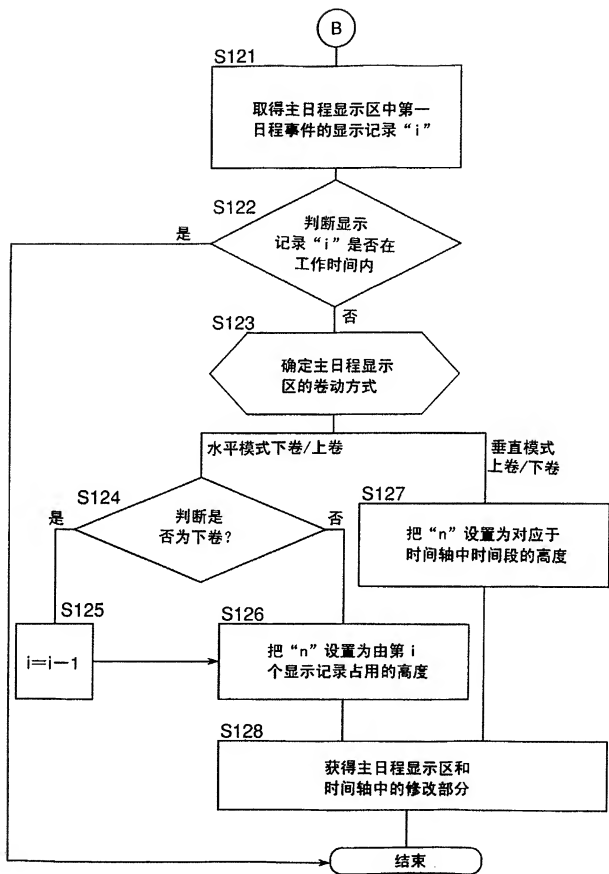 B
S121
取得主日程显示区中第一
日程事件的显示记录“i”
S122
判断显示
记录“i”是否在
工作时间内
是
否
S123
确定主日程显示
区的卷动方式
水平模式下卷/上卷
垂直模式
上卷/下卷
S124
判断是
否为下卷?
是
否
S127
把“n”设置为对应于
时间轴中时间段的高度
S125
i=i-1
S126
把“n”设置为由第 i
个显示记录占用的高度
S128
获得主日程显示区和
时间轴中的修改部分
结束